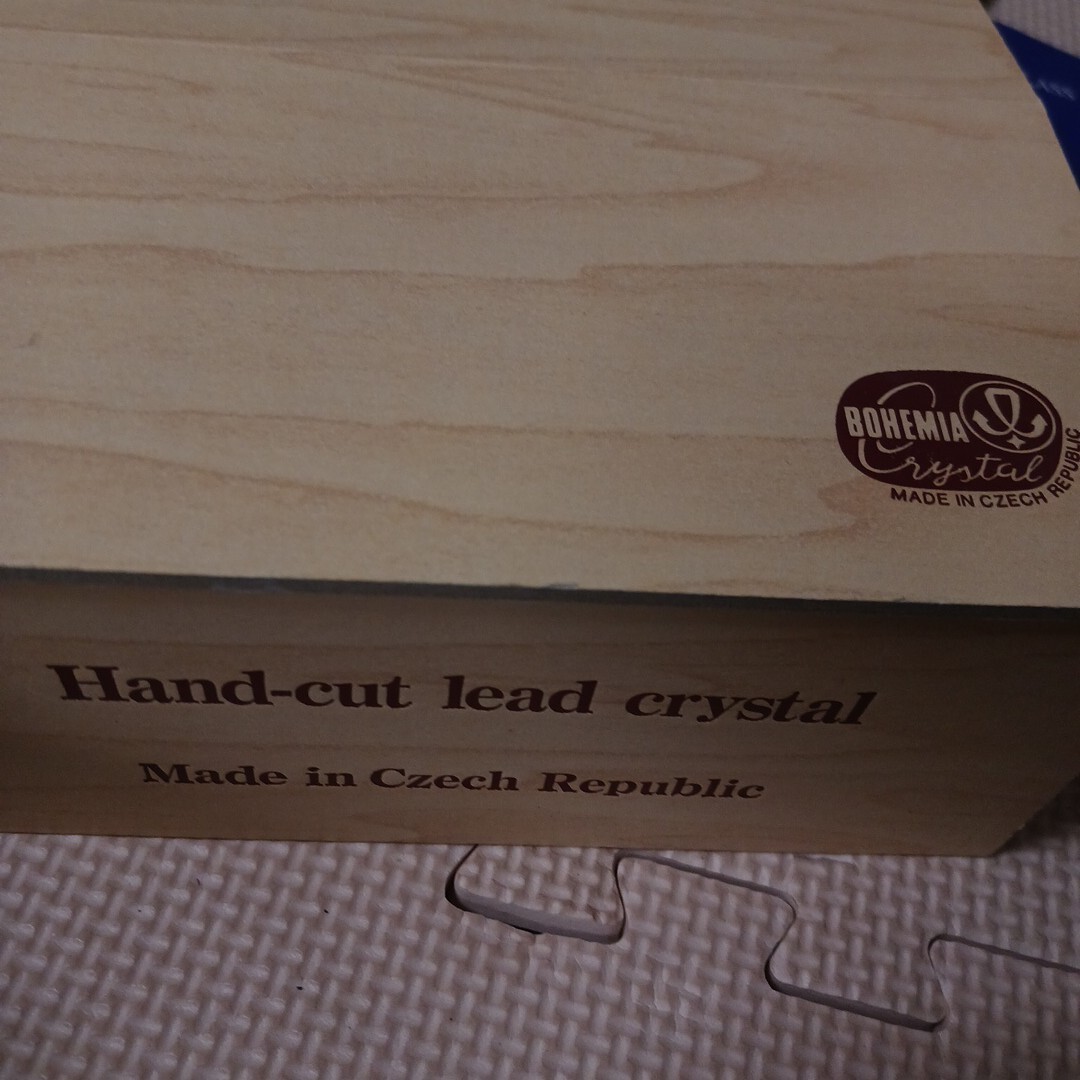 BOHEMIA
Crystal
MADE IN CZECH REPUBLIC
Hand-cut lead crystal
Made in Czech Republic